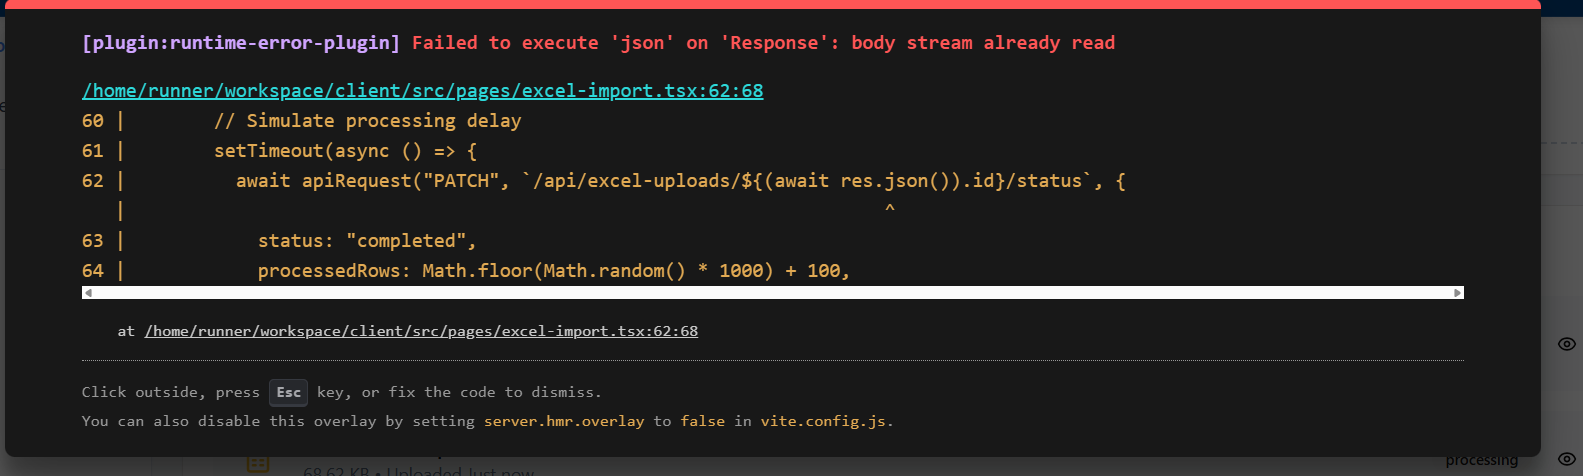 [plugin:runtime-error-plugin] Failed to execute 'json' on 'Response': body stream already read
/home/runner/workspace/client/src/pages/excel-import.tsx:62:68
60 |        // Simulate processing delay
61 |        setTimeout(async () => {
62 |          await apiRequest("PATCH", `/api/excel-uploads/${(await res.json()).id}/status`, {
   |                                                                     ^
63 |            status: "completed",
64 |            processedRows: Math.floor(Math.random() * 1000) + 100,
at /home/runner/workspace/client/src/pages/excel-import.tsx:62:68
Click outside, press Esc key, or fix the code to dismiss.
You can also disable this overlay by setting server.hmr.overlay to false in vite.config.js.
68.62 KB • Uploaded Just now
processing